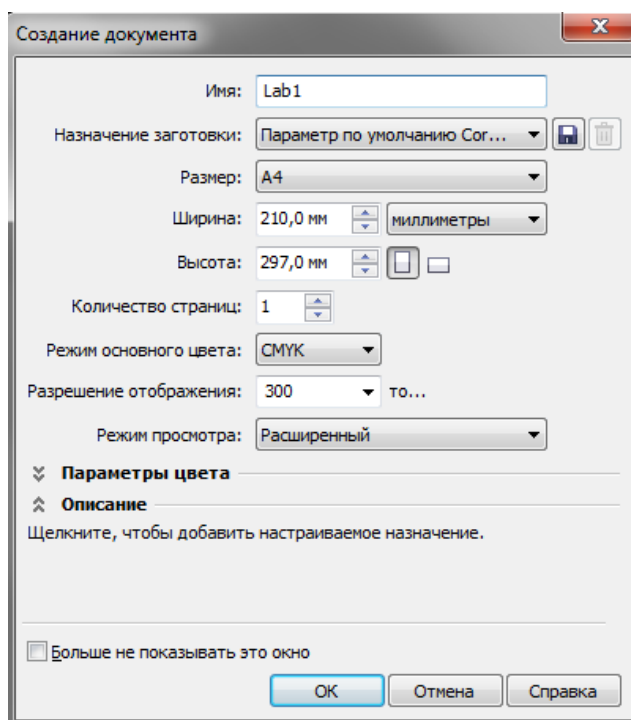 Создание документа
Имя: Lab1
Назначение заготовки: Параметр по умолчанию Cor...
Размер: A4
Ширина: 210,0 мм миллиметры
Высота: 297,0 мм
Количество страниц: 1
Режим основного цвета: CMYK
Разрешение отображения: 300 то...
Режим просмотра: Расширенный
Параметры цвета
Описание
Щелкните, чтобы добавить настраиваемое назначение.
Больше не показывать это окно
ОК Отмена Справка